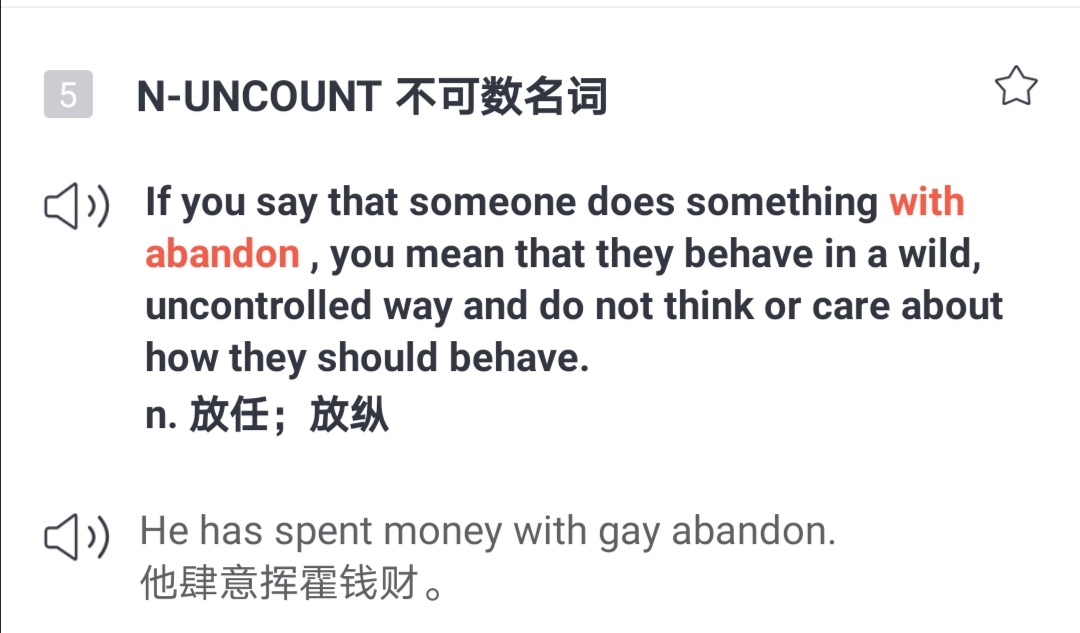 5 N-UNCOUNT 不可数名词
If you say that someone does something with
abandon , you mean that they behave in a wild,
uncontrolled way and do not think or care about
how they should behave.
n. 放任；放纵
He has spent money with gay abandon.
他肆意挥霍钱财。